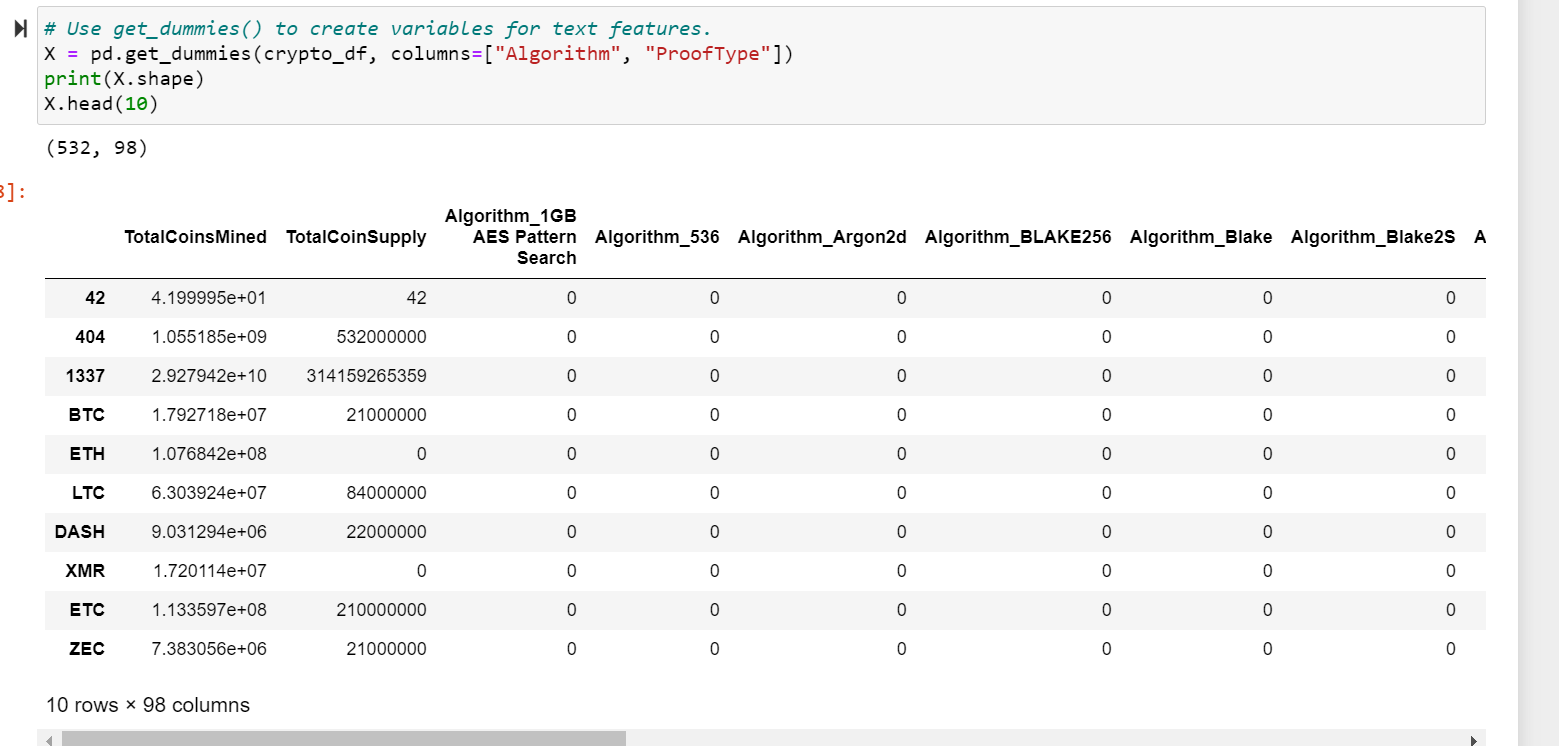 # Use get_dummies() to create variables for text features.
X = pd.get_dummies(crypto_df, columns=["Algorithm", "ProofType"])
print(X.shape)
X.head(10)
(532, 98)
8]:
Algorithm_1GB
TotalCoinsMined TotalCoinSupply AES Pattern Algorithm_536 Algorithm_Argon2d Algorithm_BLAKE256 Algorithm_Blake Algorithm_Blake2S A
Search
42 4.199995e+01 42 0 0 0 0 0 0
404 1.055185e+09 532000000 0 0 0 0 0 0
1337 2.927942e+10 314159265359 0 0 0 0 0 0
BTC 1.792718e+07 21000000 0 0 0 0 0 0
ETH 1.076842e+08 0 0 0 0 0 0 0
LTC 6.303924e+07 84000000 0 0 0 0 0 0
DASH 9.031294e+06 22000000 0 0 0 0 0 0
XMR 1.720114e+07 0 0 0 0 0 0 0
ETC 1.133597e+08 210000000 0 0 0 0 0 0
ZEC 7.383056e+06 21000000 0 0 0 0 0 0
10 rows × 98 columns